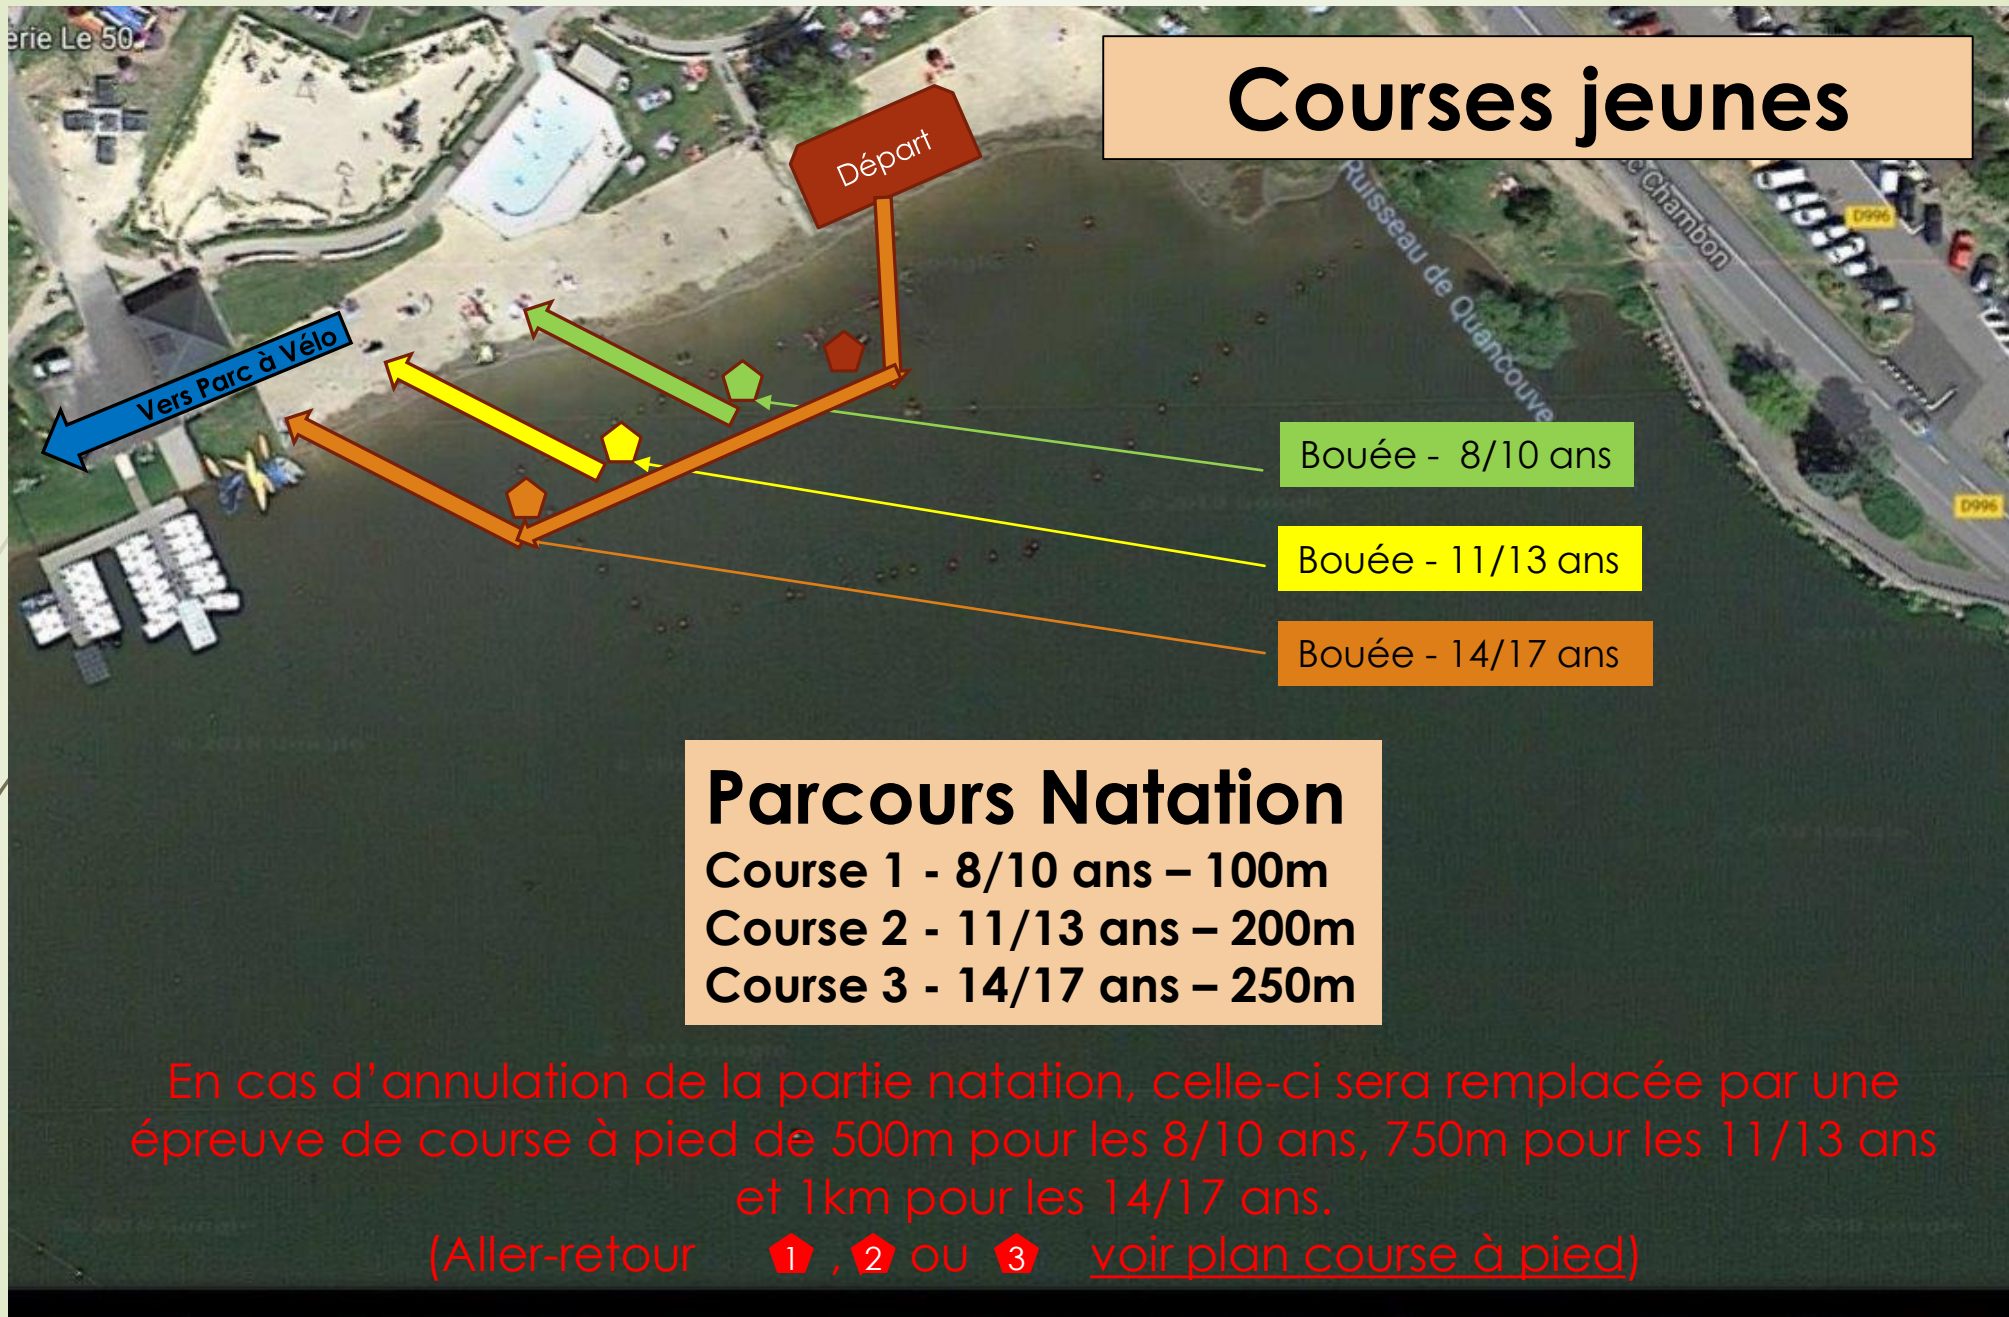 erie Le 50
Courses jeunes
Départ
Ruisseau de Quancouve
c Chambon
D996
Vers Parc à Vélo
Bouée - 8/10 ans
D996
Bouée - 11/13 ans
Bouée - 14/17 ans
Parcours Natation
Course 1 - 8/10 ans – 100m
Course 2 - 11/13 ans – 200m
Course 3 - 14/17 ans – 250m
En cas d’annulation de la partie natation, celle-ci sera remplacée par une
épreuve de course à pied de 500m pour les 8/10 ans, 750m pour les 11/13 ans
et 1km pour les 14/17 ans.
(Aller-retour 1 , 2 ou 3 voir plan course à pied)